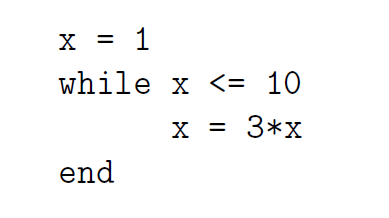 x = 1
while x <= 10
x = 3*x
end